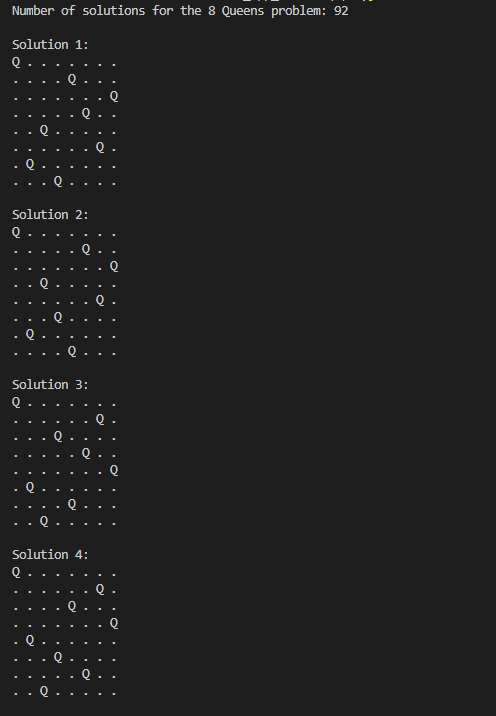 Number of solutions for the 8 Queens problem: 92
Solution 1:
Q . . . . . . .
. . . . Q . . .
. . . . . . . Q
. . . . . Q . .
. . Q . . . . .
. . . . . . Q .
. Q . . . . . .
. . . Q . . . .
Solution 2:
Q . . . . . . .
. . . . . Q . .
. . . . . . . Q
. . Q . . . . .
. . . . . . Q .
. . . Q . . . .
. Q . . . . . .
. . . . Q . . .
Solution 3:
Q . . . . . . .
. . . . . . Q .
. . . Q . . . .
. . . . . Q . .
. . . . . . . Q
. Q . . . . . .
. . . . Q . . .
. . Q . . . . .
Solution 4:
Q . . . . . . .
. . . . . . Q .
. . . . Q . . .
. . . . . . . Q
. Q . . . . . .
. . . Q . . . .
. . . . . Q . .
. . Q . . . . .